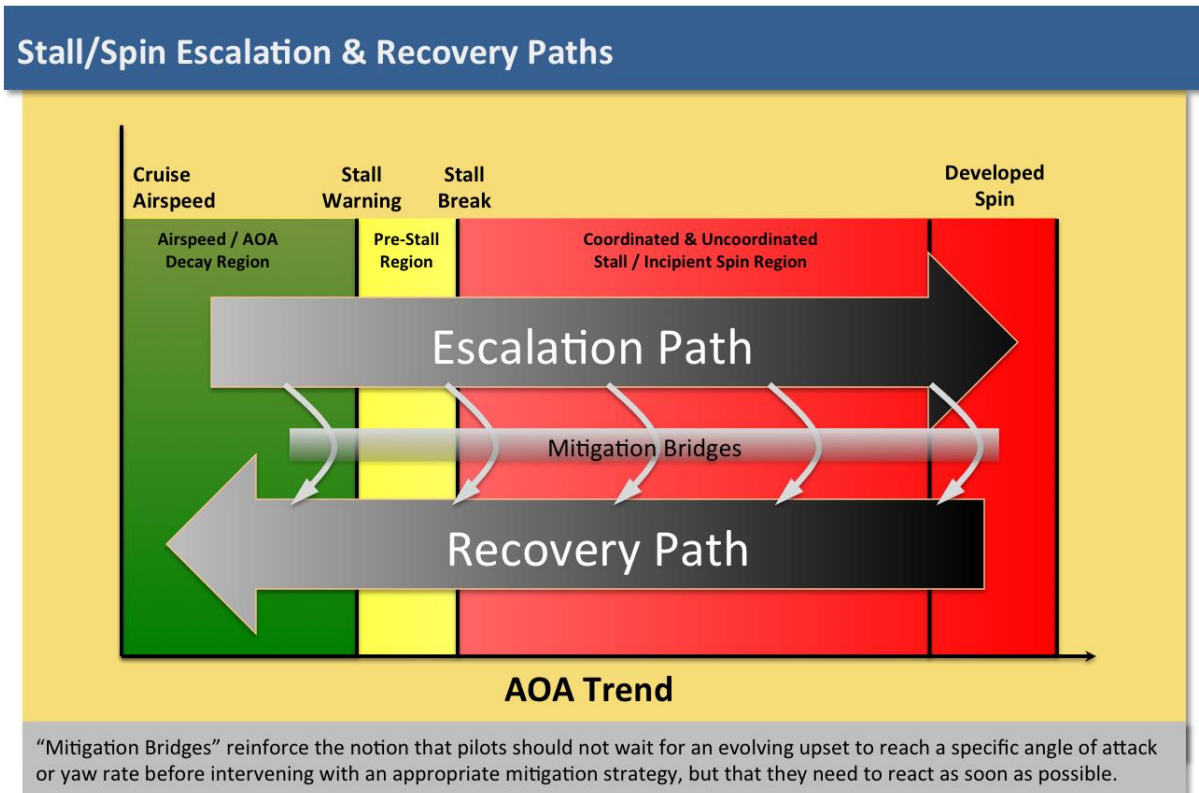 Stall/Spin Escalation & Recovery Paths
Cruise
Airspeed
Stall
Warning
Stall
Break
Developed
Spin
Airspeed / AOA
Decay Region
Pre-Stall
Region
Coordinated & Uncoordinated
Stall / Incipient Spin Region
Escalation Path
Mitigation Bridges
Recovery Path
AOA Trend
“Mitigation Bridges” reinforce the notion that pilots should not wait for an evolving upset to reach a specific angle of attack
or yaw rate before intervening with an appropriate mitigation strategy, but that they need to react as soon as possible.